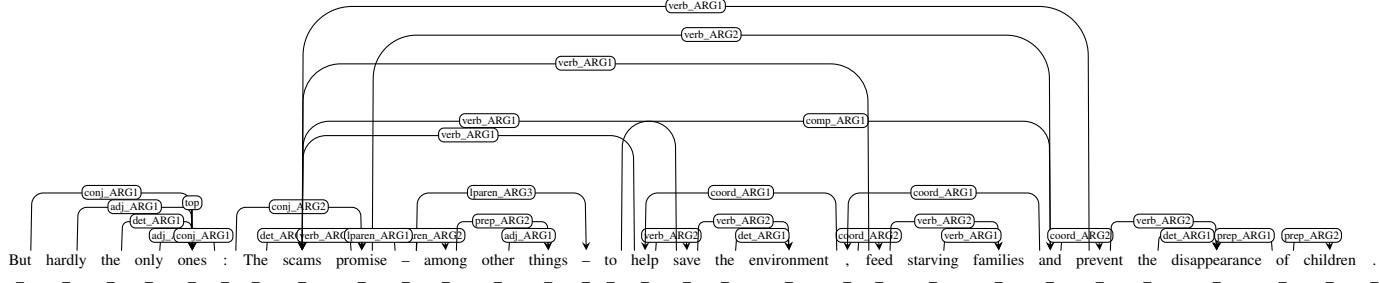 verb_ARG1
verb_ARG2
verb_ARG1
verb_ARG1 comp_ARG1
verb_ARG1
conj_ARG1 lparen_ARG3 coord_ARG1 coord_ARG1
adj_ARG1 top conj_ARG2
det_ARG1 prep_ARG2 verb_ARG2 verb_ARG2 verb_ARG2
conj_ARG1 lparen_ARG1 adj_ARG1 verb_ARG2 det_ARG1 coord_ARG2 verb_ARG1 coord_ARG2 det_ARG1 prep_ARG1 prep_ARG2
But hardly the only ones : The scams promise – among other things – to help save the environment , feed starving families and prevent the disappearance of children .
_ _ _ _ _ _ _ _ _ _ _ _ _ _ _ _ _ _ _ _ _ _ _ _ _ _ _ _ _ _ _